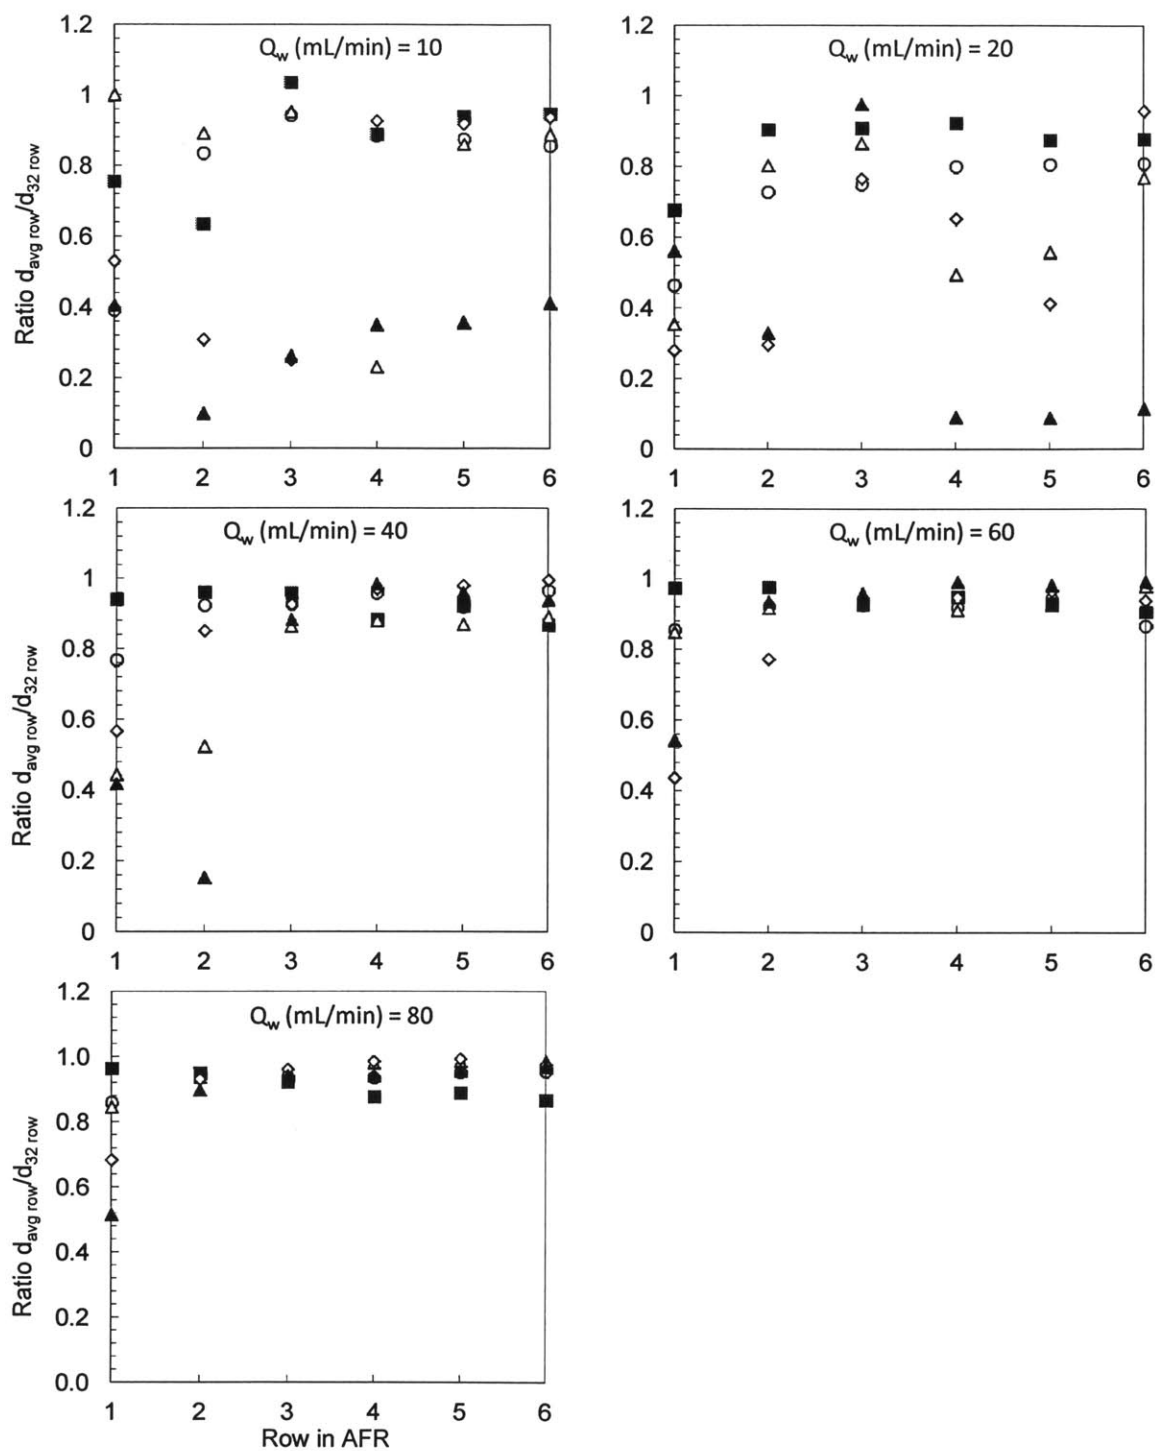 Q_w (mL/min) = 10
1.2
1
0.8
0.6
0.4
0.2
0
Ratio d_avg row/d_32 row
1 2 3 4 5 6
Q_w (mL/min) = 20
1.2
1
0.8
0.6
0.4
0.2
0
1 2 3 4 5 6
Q_w (mL/min) = 40
1.2
1
0.8
0.6
0.4
0.2
0
Ratio d_avg row/d_32 row
1 2 3 4 5 6
Q_w (mL/min) = 60
1.2
1
0.8
0.6
0.4
0.2
0
1 2 3 4 5 6
Q_w (mL/min) = 80
1.2
1.0
0.8
0.6
0.4
0.2
0.0
Ratio d_avg row/d_32 row
1 2 3 4 5 6
Row in AFR